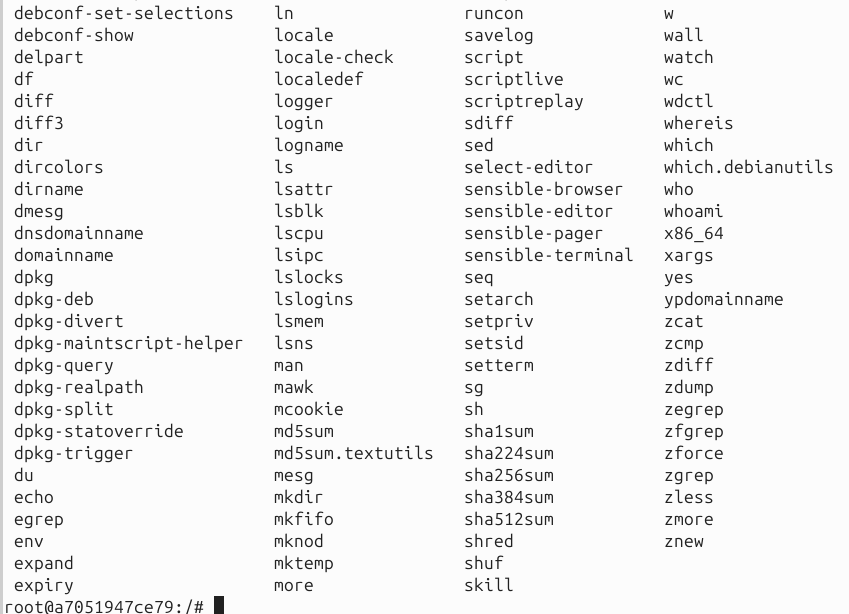 debconf-set-selections ln runcon w
debconf-show locale savelog wall
delpart locale-check script watch
df localedef scriptlive wc
diff logger scriptreplay wdctl
diff3 login sdiff whereis
dir logname sed which
dircolors ls select-editor which.debianutils
dirname lsattr sensible-browser who
dmesg lsblk sensible-editor whoami
dnsdomainname lscpu sensible-pager x86_64
domainname lsipc sensible-terminal xargs
dpkg lslocks seq yes
dpkg-deb lslogins setarch ypdomainname
dpkg-divert lsmem setpriv zcat
dpkg-maintscript-helper lsns setsid zcmp
dpkg-query man setterm zdiff
dpkg-realpath mawk sg zdump
dpkg-split mcookie sh zegrep
dpkg-statoverride md5sum sha1sum zfgrep
dpkg-trigger md5sum.textutils sha224sum zforce
du mesg sha256sum zgrep
echo mkdir sha384sum zless
egrep mkfifo sha512sum zmore
env mknod shred znew
expand mktemp shuf
expiry more skill
root@a7051947ce79:/#